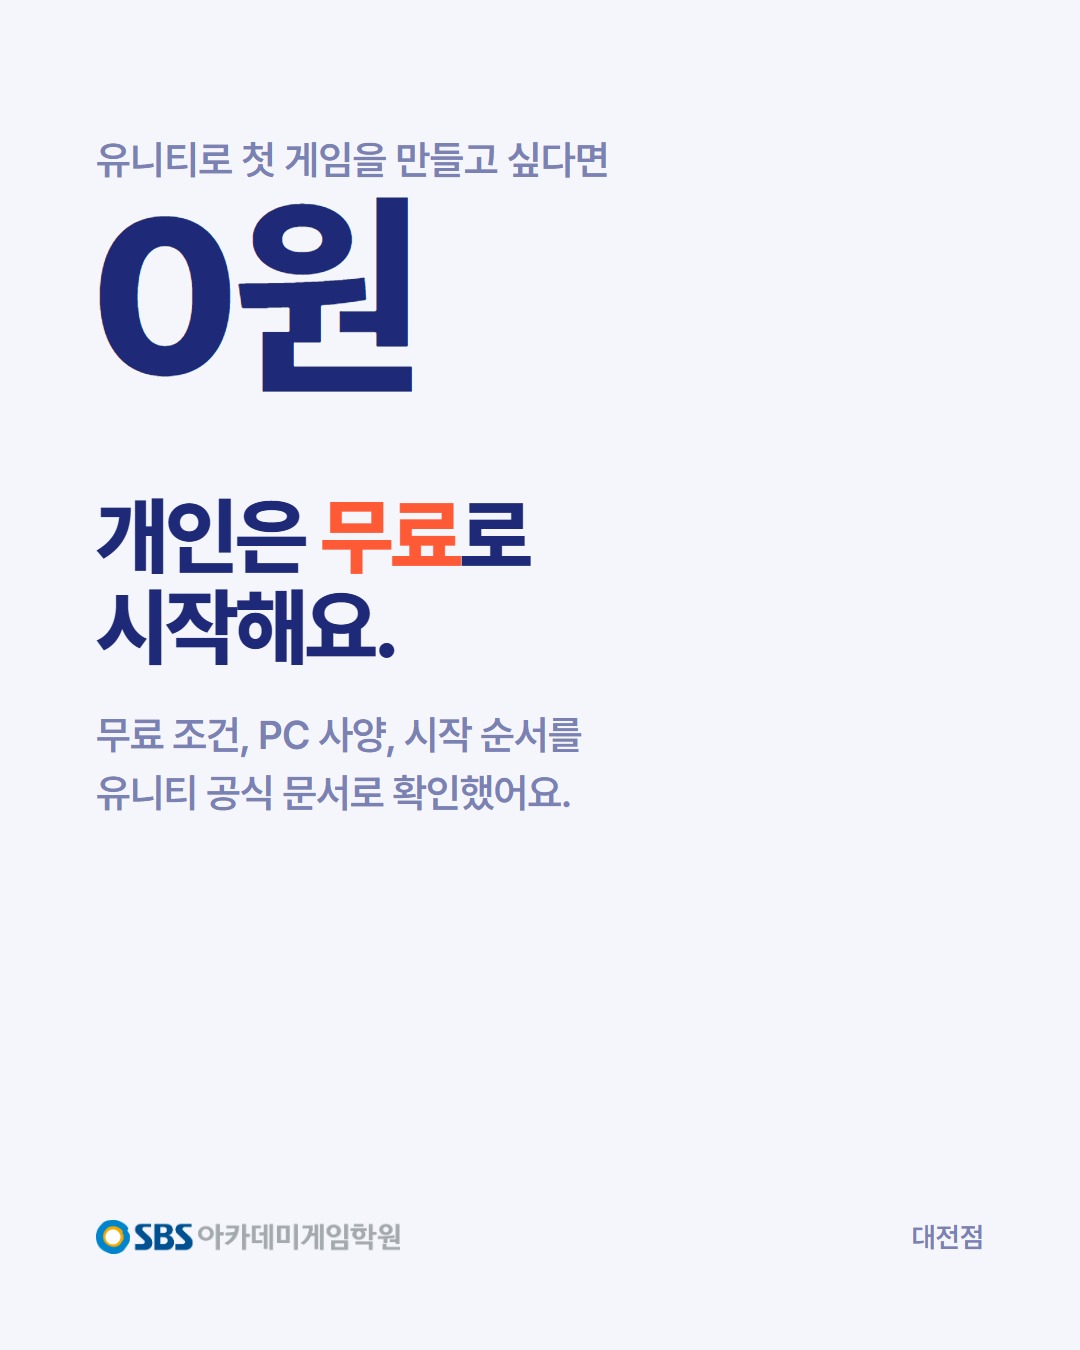 유니티로 첫 게임을 만들고 싶다면
0원
개인은 무료로
시작해요.
무료 조건, PC 사양, 시작 순서를
유니티 공식 문서로 확인했어요.
SBS 아카데미게임학원
대전점